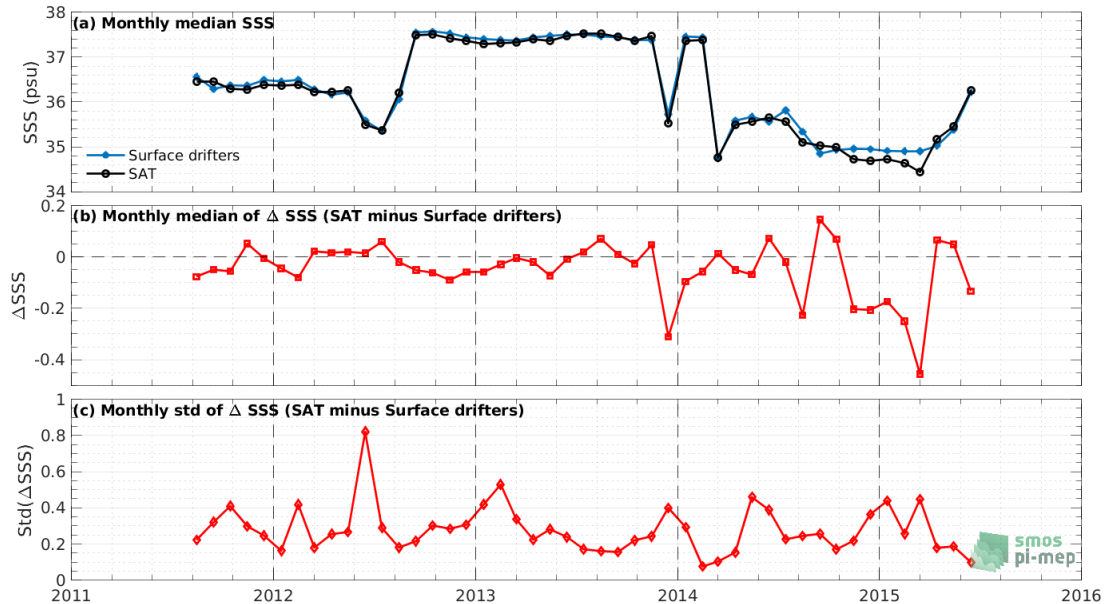 (a) Monthly median SSS
38
37
36
35
34
SSS (psu)
Surface drifters
SAT
(b) Monthly median of Δ SSS (SAT minus Surface drifters)
0.2
0
-0.2
-0.4
ΔSSS
(c) Monthly std of Δ SSS (SAT minus Surface drifters)
1
0.8
0.6
0.4
0.2
0
Std(ΔSSS)
smos
pi-mep
2011 2012 2013 2014 2015 2016